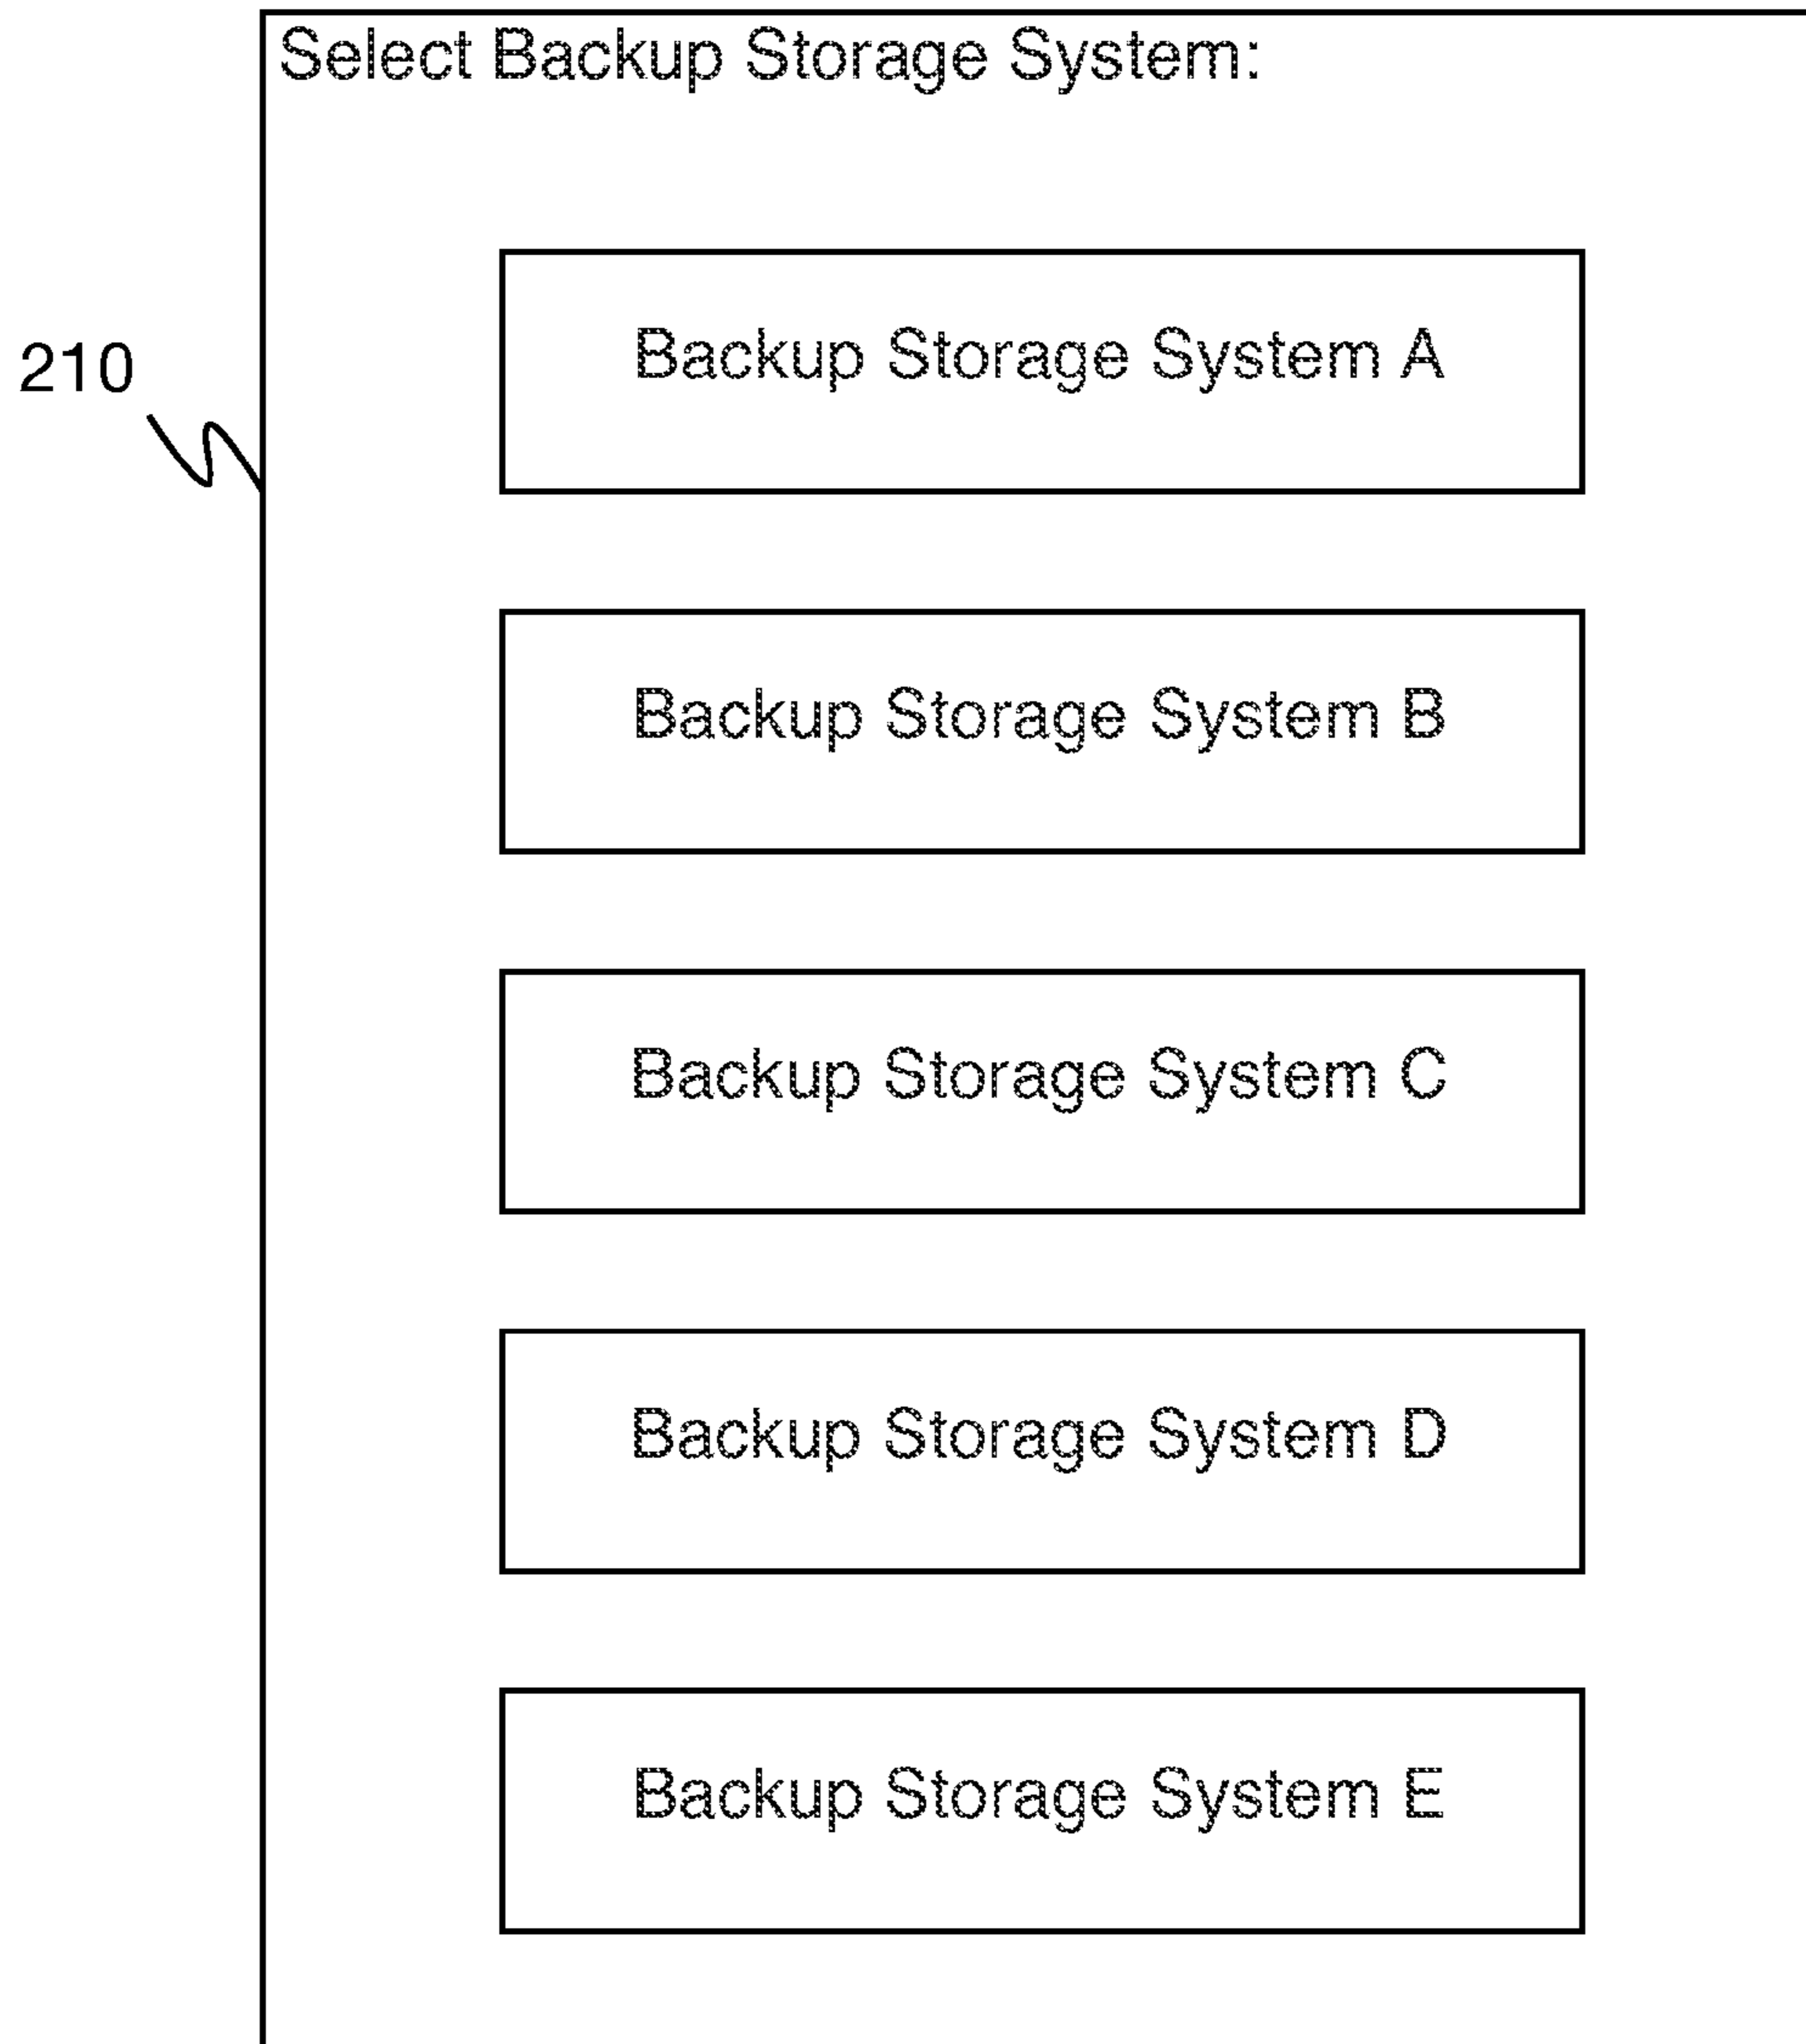 Select Backup Storage System:
Backup Storage System A
210
Backup Storage System B
Backup Storage System C
Backup Storage System D
Backup Storage System E